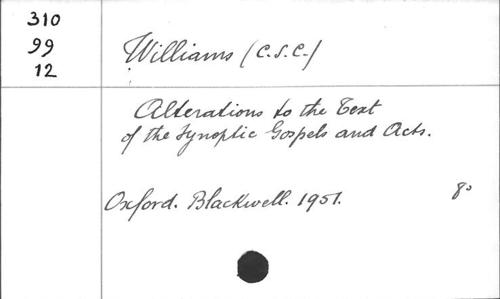 310
99
12
Williams (C.S.C.)
Alterations to the Text
of the Synoptic Gospels and Acts.
Oxford. Blackwell. 1951. 8°